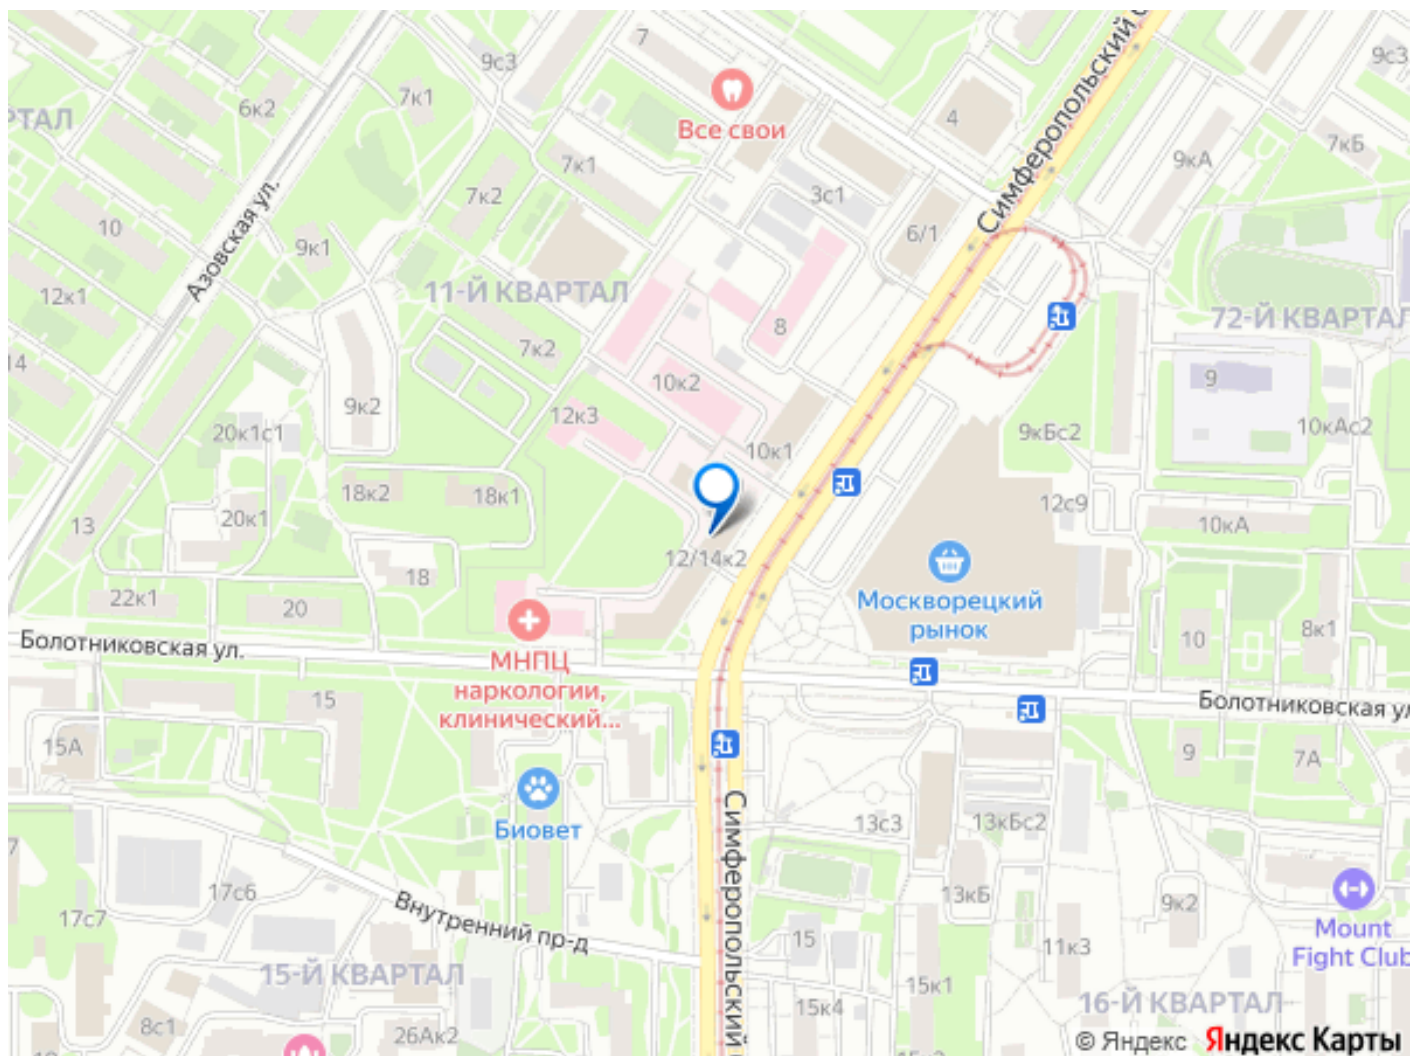 7
9с3
9с3
Симферопольский
7к1
6к2
Все свои
4
7кБ
РТАЛ
7к1
9кА
7к2
3с1
10
6/1
Азовская ул.
9к1
12к1
11-Й КВАРТАЛ
8
72-Й КВАРТАЛ
14
7к2
10к2
9
9к2
12к3
20к1с1
9кБс2
10кАс2
10к1
18к2
18к1
12с9
13
20к1
10кА
12/14к2
18
22к1
20
Москворецкий
рынок
8к1
10
Болотниковская ул.
МНПЦ
наркологии,
клинический...
15
Болотниковская ул
15А
9
7А
Биовет
Симферопольский
13с3
13кБс2
7
17с6
13кБ
9к2
17с7
Внутренний пр-д
Mount
Fight Club
15
11к3
15-Й КВАРТАЛ
15к1
15к4
16-Й КВАРТАЛ
8с1
26Ак2
© Яндекс Яндекс Карты